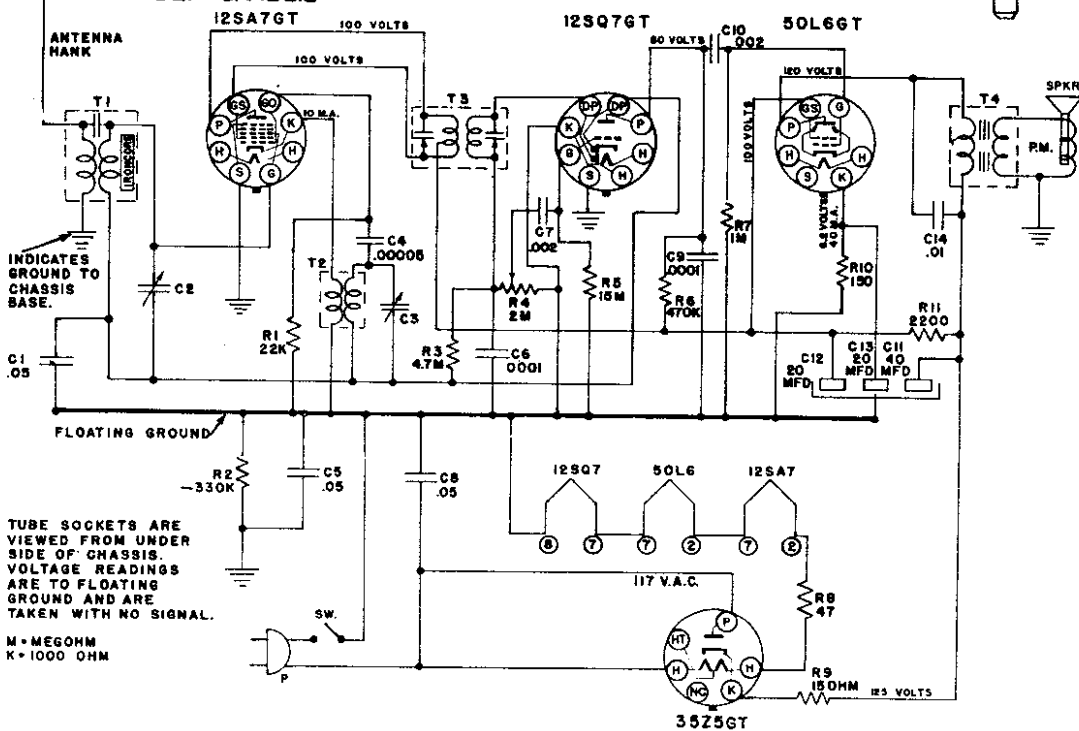 12SA7GT
12SQ7GT
50L6GT
ANTENNA
HANK
100 VOLTS
100 VOLTS
80 VOLTS
C10
.002
120 VOLTS
SPKR
T1
T3
T4
P.M.
IRONCORE
GS
GO
P
K
H
H
S
G
10 M.A.
DP
DP
K
P
G
H
S
H
GS
G
P
H
H
S
K
100 VOLTS
40 M.A.
INDICATES
GROUND TO
CHASSIS
BASE.
C2
C4
.00005
T2
C3
C7
.002
R7
1M
C9
.0001
C14
.01
R5
15M
R6
470K
R10
150
R4
2M
R11
2200
C1
.05
R1
22K
R3
4.7M
C6
.0001
C12
20
MFD
C13
20
MFD
C11
40
MFD
FLOATING GROUND
R2
330K
C5
.05
C8
.05
12SQ7
50L6
12SA7
8
7
7
2
7
2
TUBE SOCKETS ARE
VIEWED FROM UNDER
SIDE OF CHASSIS.
VOLTAGE READINGS
ARE TO FLOATING
GROUND AND ARE
TAKEN WITH NO SIGNAL.
M=MEGOHM
K=1000 OHM
117 V.A.C.
R8
47
SW.
P
HT
P
H
H
NC
K
R9
15 OHM
125 VOLTS
35Z5GT